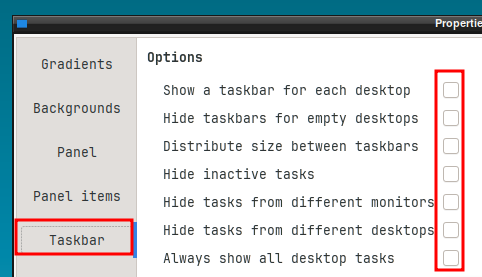 Propertie
Gradients
Backgrounds
Panel
Panel items
Taskbar
Options
Show a taskbar for each desktop
Hide taskbars for empty desktops
Distribute size between taskbars
Hide inactive tasks
Hide tasks from different monitors
Hide tasks from different desktops
Always show all desktop tasks